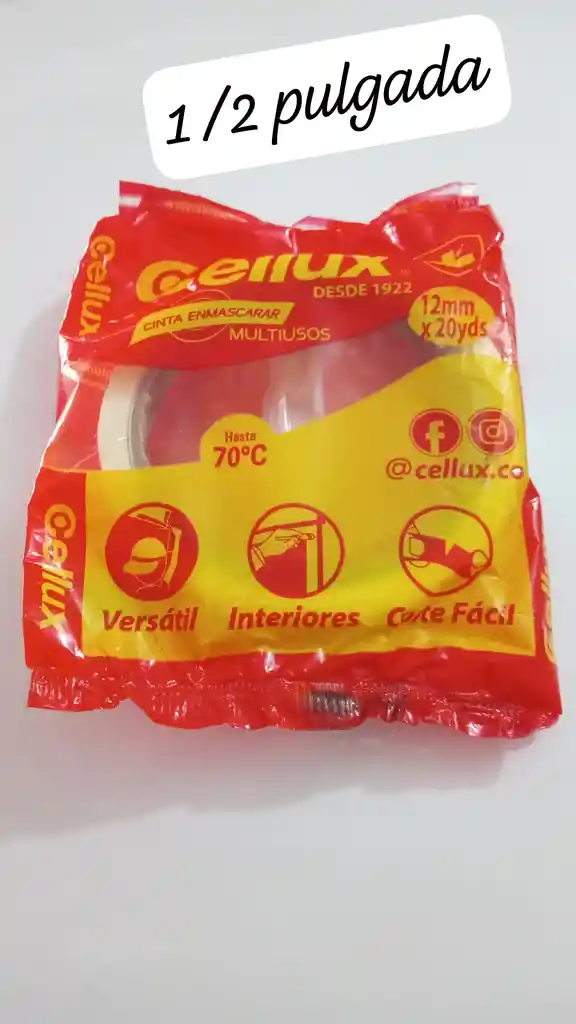 1/2 pulgada
Cellux
DESDE 1922
CINTA ENMASCARAR
MULTIUSOS
12mm
x 20yds
Cellux
Hasta
70°C
@cellux.co
Cellux
Versátil
Interiores
Corte Fácil